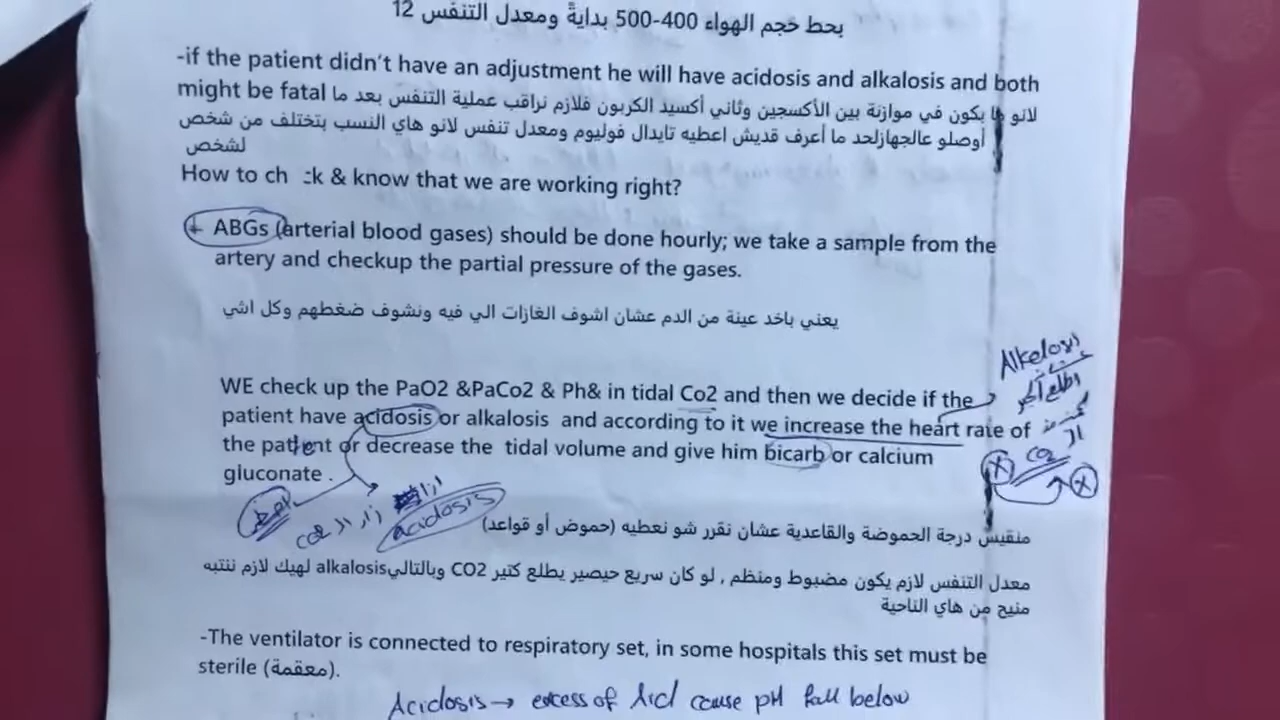 بحط حجم الهواء 400-500 بدايةً ومعدل التنفس 12
-if the patient didn't have an adjustment he will have acidosis and alkalosis and both
might be fatal لانو ما يكون في موازنة بين الأكسجين وثاني أكسيد الكربون فلازم نراقب عملية التنفس بعد ما
أوصلو عالجهازلحد ما أعرف قديش اعطيه تايدال فوليوم ومعدل تنفس لانو هاي النسب بتختلف من شخص
لشخص
How to ch ck & know that we are working right?
+ ABGs (arterial blood gases) should be done hourly; we take a sample from the
artery and checkup the partial pressure of the gases.
يعني باخد عينة من الدم عشان اشوف الغازات الي فيه ونشوف ضغطهم وكل اشي
Alkelosis
WE check up the PaO2 &PaCo2 & Ph& in tidal Co2 and then we decide if the
patient have acidosis or alkalosis and according to it we increase the heart rate of
the patient or decrease the tidal volume and give him bicarb or calcium
gluconate .
CO2
CO2 زاد الـ
acidosis
منقيس درجة الحموضة والقاعدية عشان نقرر شو نعطيه (حموض أو قواعد)
معدل التنفس لازم يكون مضبوط ومنظم , لو كان سريع حيصير يطلع كتير CO2 وبالتاليalkalosis لهيك لازم ننتبه
منيح من هاي الناحية
-The ventilator is connected to respiratory set, in some hospitals this set must be
sterile (معقمة).
Acidosis → excess of Acid cause pH fall below